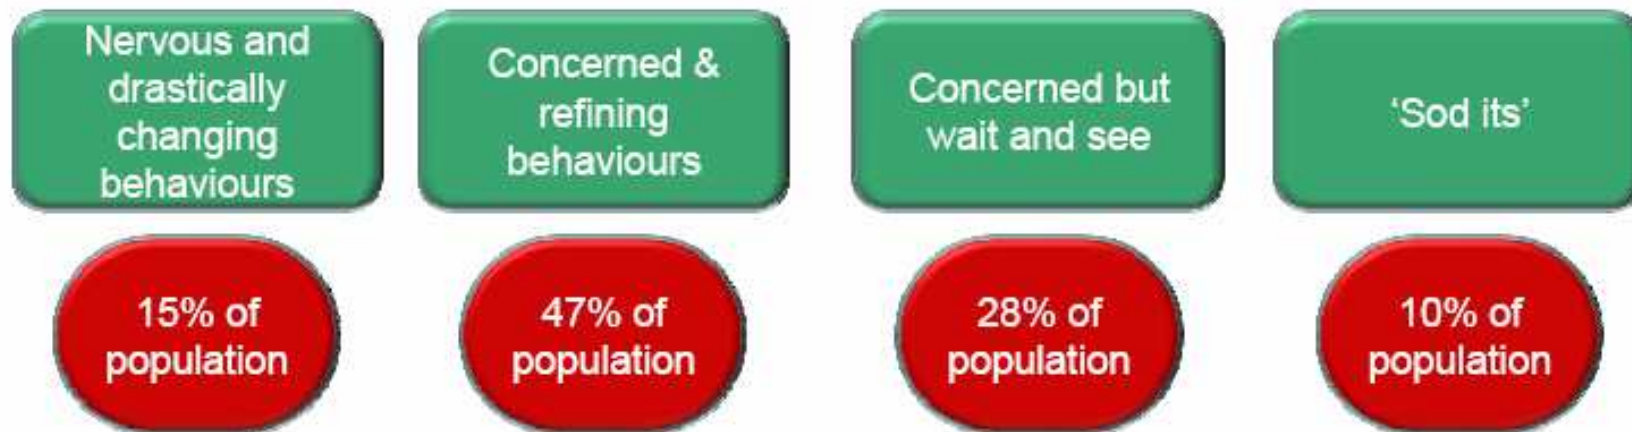 Nervous and
drastically
changing
behaviours
Concerned &
refining
behaviours
Concerned but
wait and see
‘Sod its’
15% of
population
47% of
population
28% of
population
10% of
population